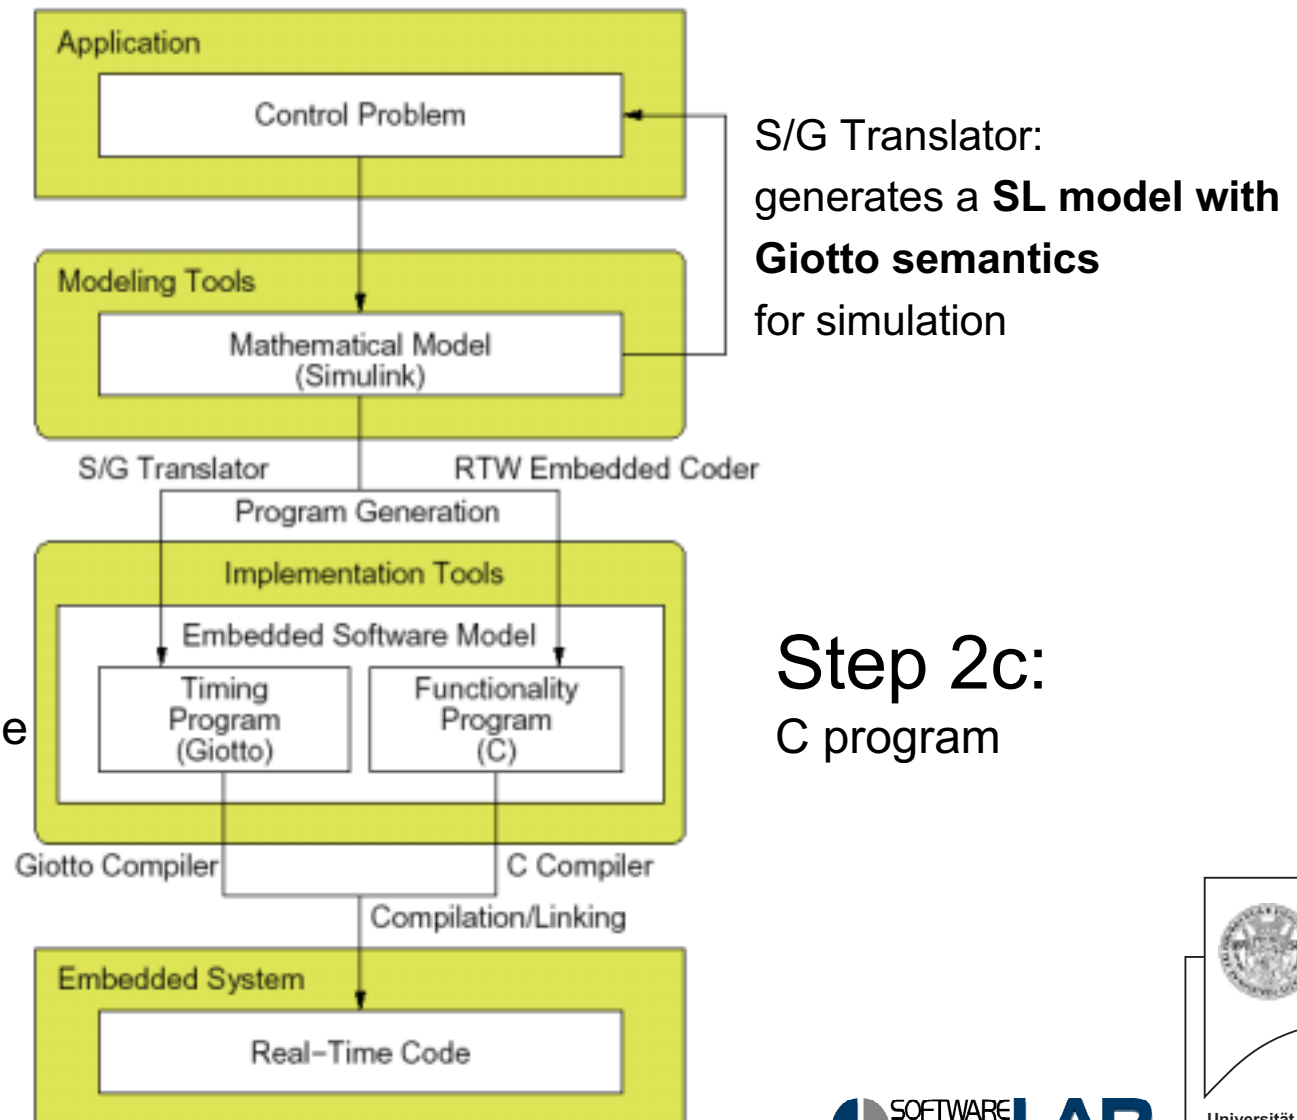 Application
Control Problem
S/G Translator:
generates a SL model with
Giotto semantics
for simulation
Modeling Tools
Mathematical Model
(Simulink)
S/G Translator
RTW Embedded Coder
Program Generation
Implementation Tools
Embedded Software Model
Timing
Program
(Giotto)
Functionality
Program
(C)
e
Step 2c:
C program
Giotto Compiler
C Compiler
Compilation/Linking
Embedded System
Real-Time Code
SOFTWARE
LAB
Universität